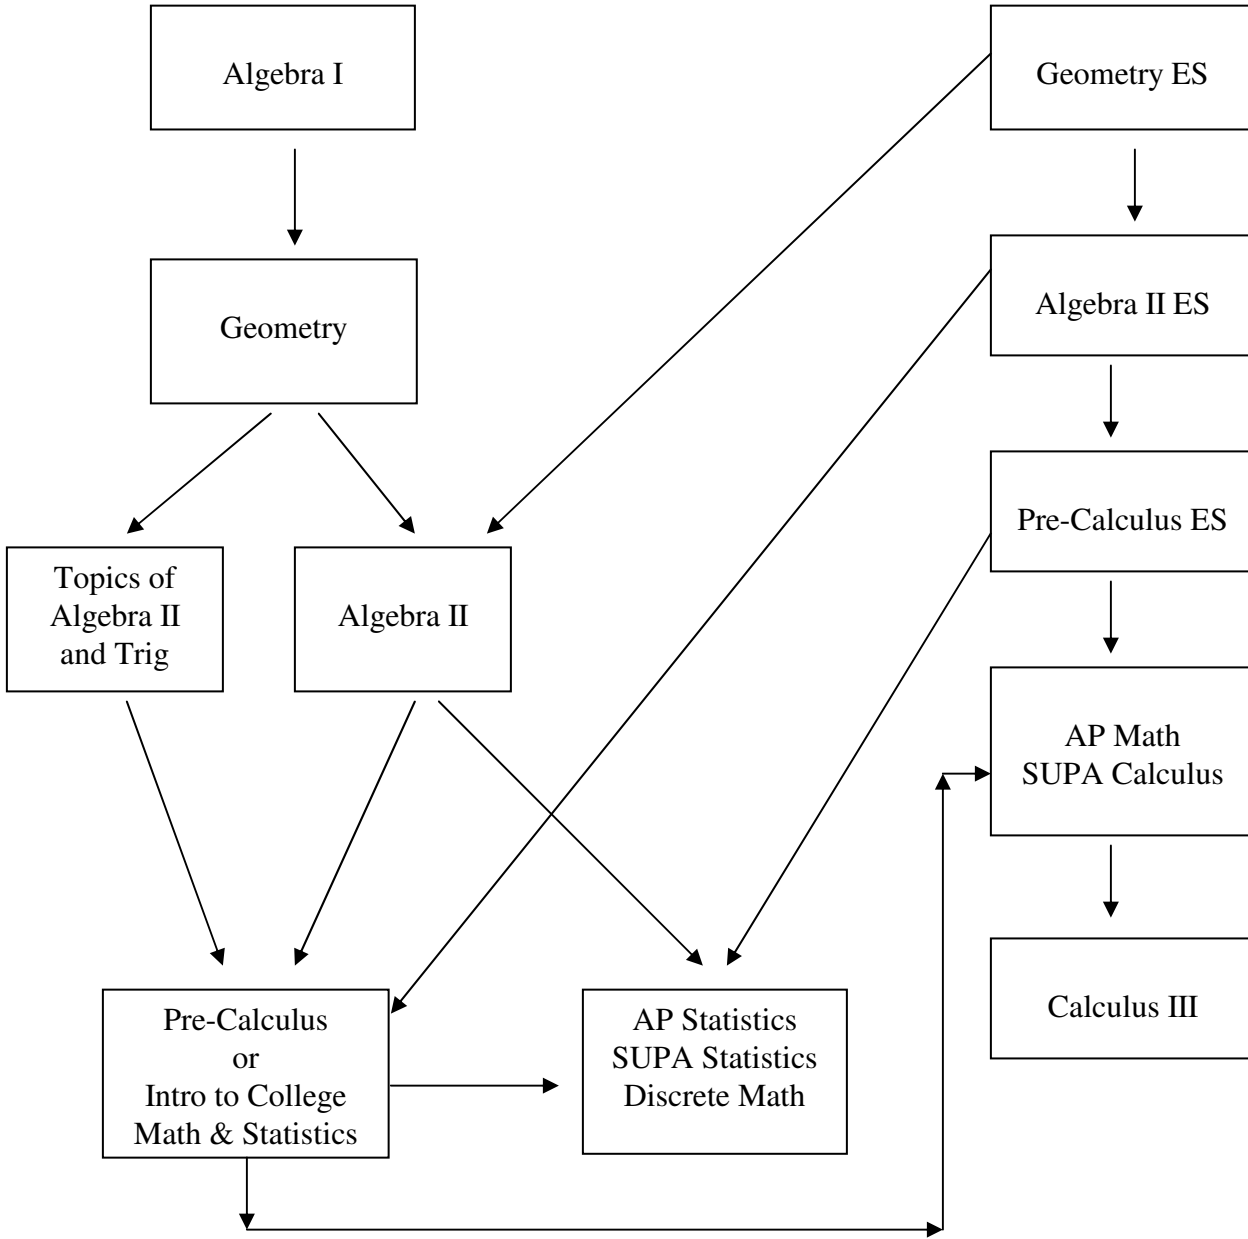 Algebra I
Geometry ES
Geometry
Algebra II ES
Topics of
Algebra II
and Trig
Algebra II
Pre-Calculus ES
AP Math
SUPA Calculus
Pre-Calculus
or
Intro to College
Math & Statistics
AP Statistics
SUPA Statistics
Discrete Math
Calculus III